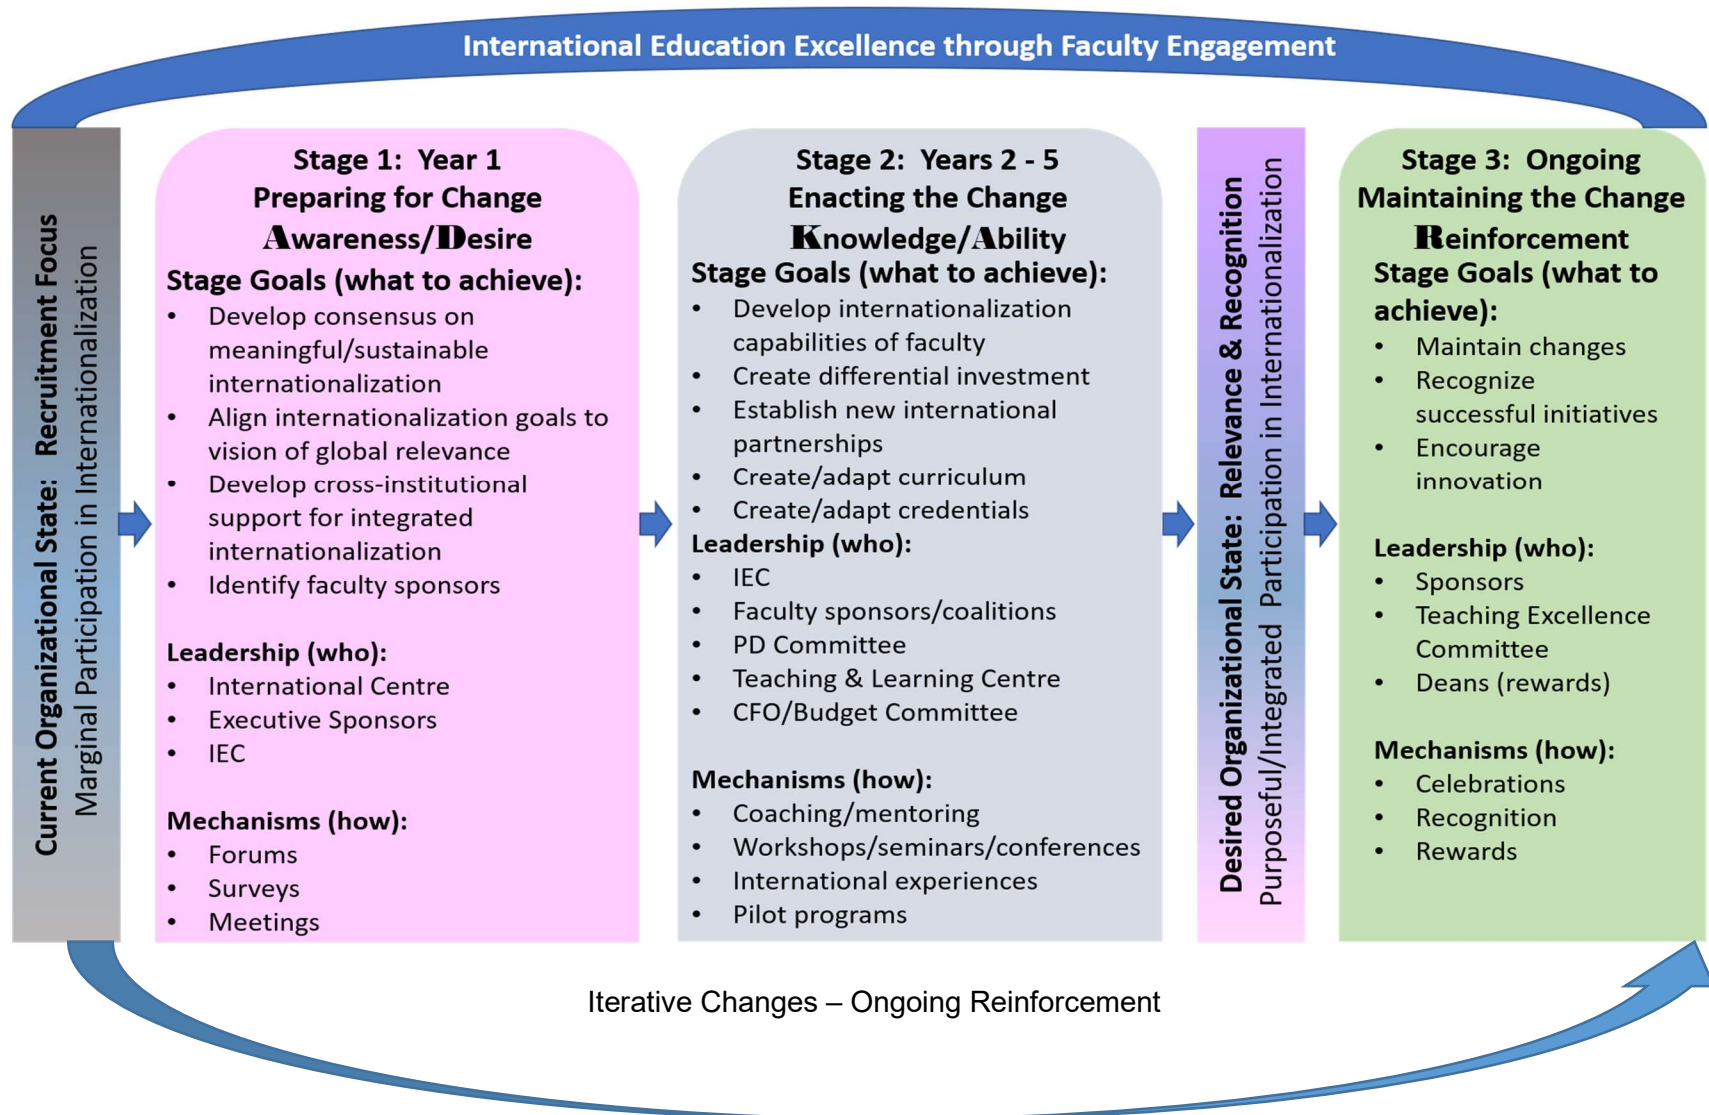 International Education Excellence through Faculty Engagement
Current Organizational State:  Recruitment Focus
Marginal Participation in Internationalization
Stage 1:  Year 1
Preparing for Change
Awareness/Desire
Stage Goals (what to achieve):
• Develop consensus on
meaningful/sustainable
internationalization
• Align internationalization goals to
vision of global relevance
• Develop cross-institutional
support for integrated
internationalization
• Identify faculty sponsors
Leadership (who):
• International Centre
• Executive Sponsors
• IEC
Mechanisms (how):
• Forums
• Surveys
• Meetings
Stage 2:  Years 2 - 5
Enacting the Change
Knowledge/Ability
Stage Goals (what to achieve):
• Develop internationalization
capabilities of faculty
• Create differential investment
• Establish new international
partnerships
• Create/adapt curriculum
• Create/adapt credentials
Leadership (who):
• IEC
• Faculty sponsors/coalitions
• PD Committee
• Teaching & Learning Centre
• CFO/Budget Committee
Mechanisms (how):
• Coaching/mentoring
• Workshops/seminars/conferences
• International experiences
• Pilot programs
Desired Organizational State:  Relevance & Recognition
Purposeful/Integrated  Participation in Internationalization
Stage 3:  Ongoing
Maintaining the Change
Reinforcement
Stage Goals (what to
achieve):
• Maintain changes
• Recognize
successful initiatives
• Encourage
innovation
Leadership (who):
• Sponsors
• Teaching Excellence
Committee
• Deans (rewards)
Mechanisms (how):
• Celebrations
• Recognition
• Rewards
Iterative Changes – Ongoing Reinforcement